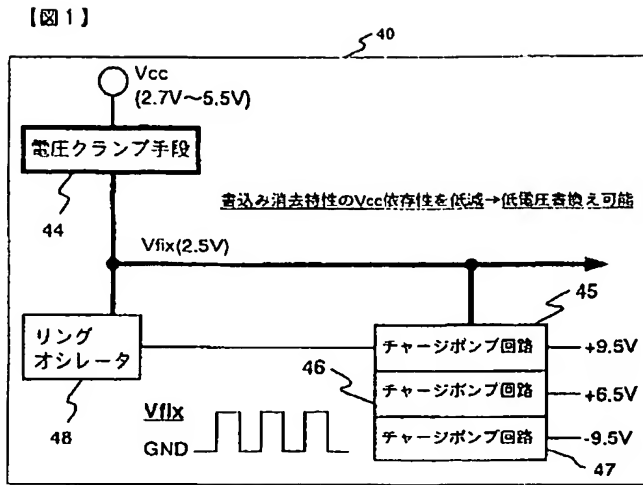 【図1】
40
Vcc
(2.7V～5.5V)
電圧クランプ手段
44
書込み消去特性のVcc依存性を低減→低電圧書換え可能
Vfix(2.5V)
45
リング
オシレータ
48
46
チャージポンプ回路
+9.5V
チャージポンプ回路
+6.5V
チャージポンプ回路
-9.5V
47
Vfix
GND